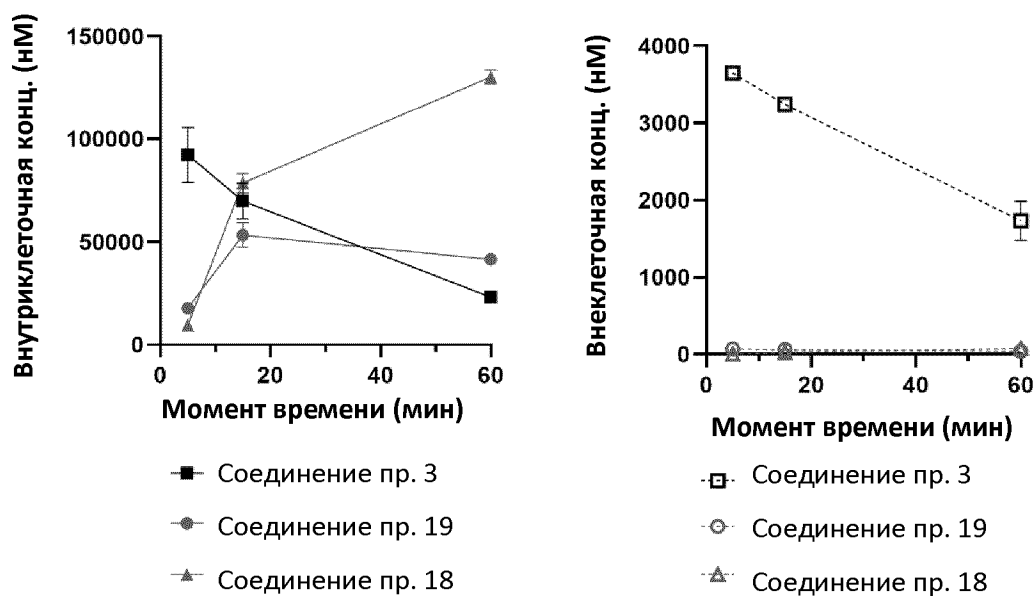 Внутриклеточная конц. (нМ)
150000
100000
50000
0
0
20
40
60
Момент времени (мин)
Соединение пр. 3
Соединение пр. 19
Соединение пр. 18
Внеклеточная конц. (нМ)
4000
3000
2000
1000
0
0
20
40
60
Момент времени (мин)
Соединение пр. 3
Соединение пр. 19
Соединение пр. 18